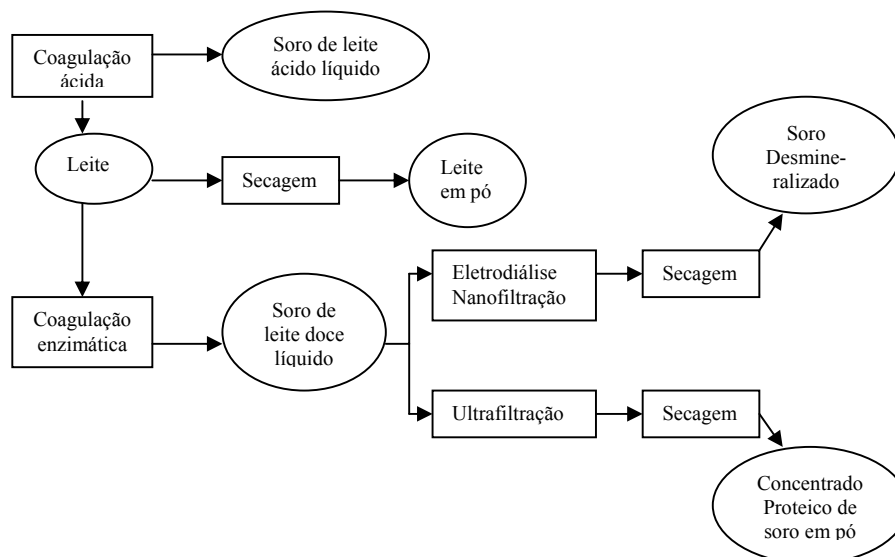 Coagulação
ácida
Soro de leite
ácido líquido
Leite
Secagem
Leite
em pó
Soro
Desmine-
ralizado
Coagulação
enzimática
Soro de
leite doce
líquido
Eletrodiálise
Nanofiltração
Secagem
Ultrafiltração
Secagem
Concentrado
Proteico de
soro em pó